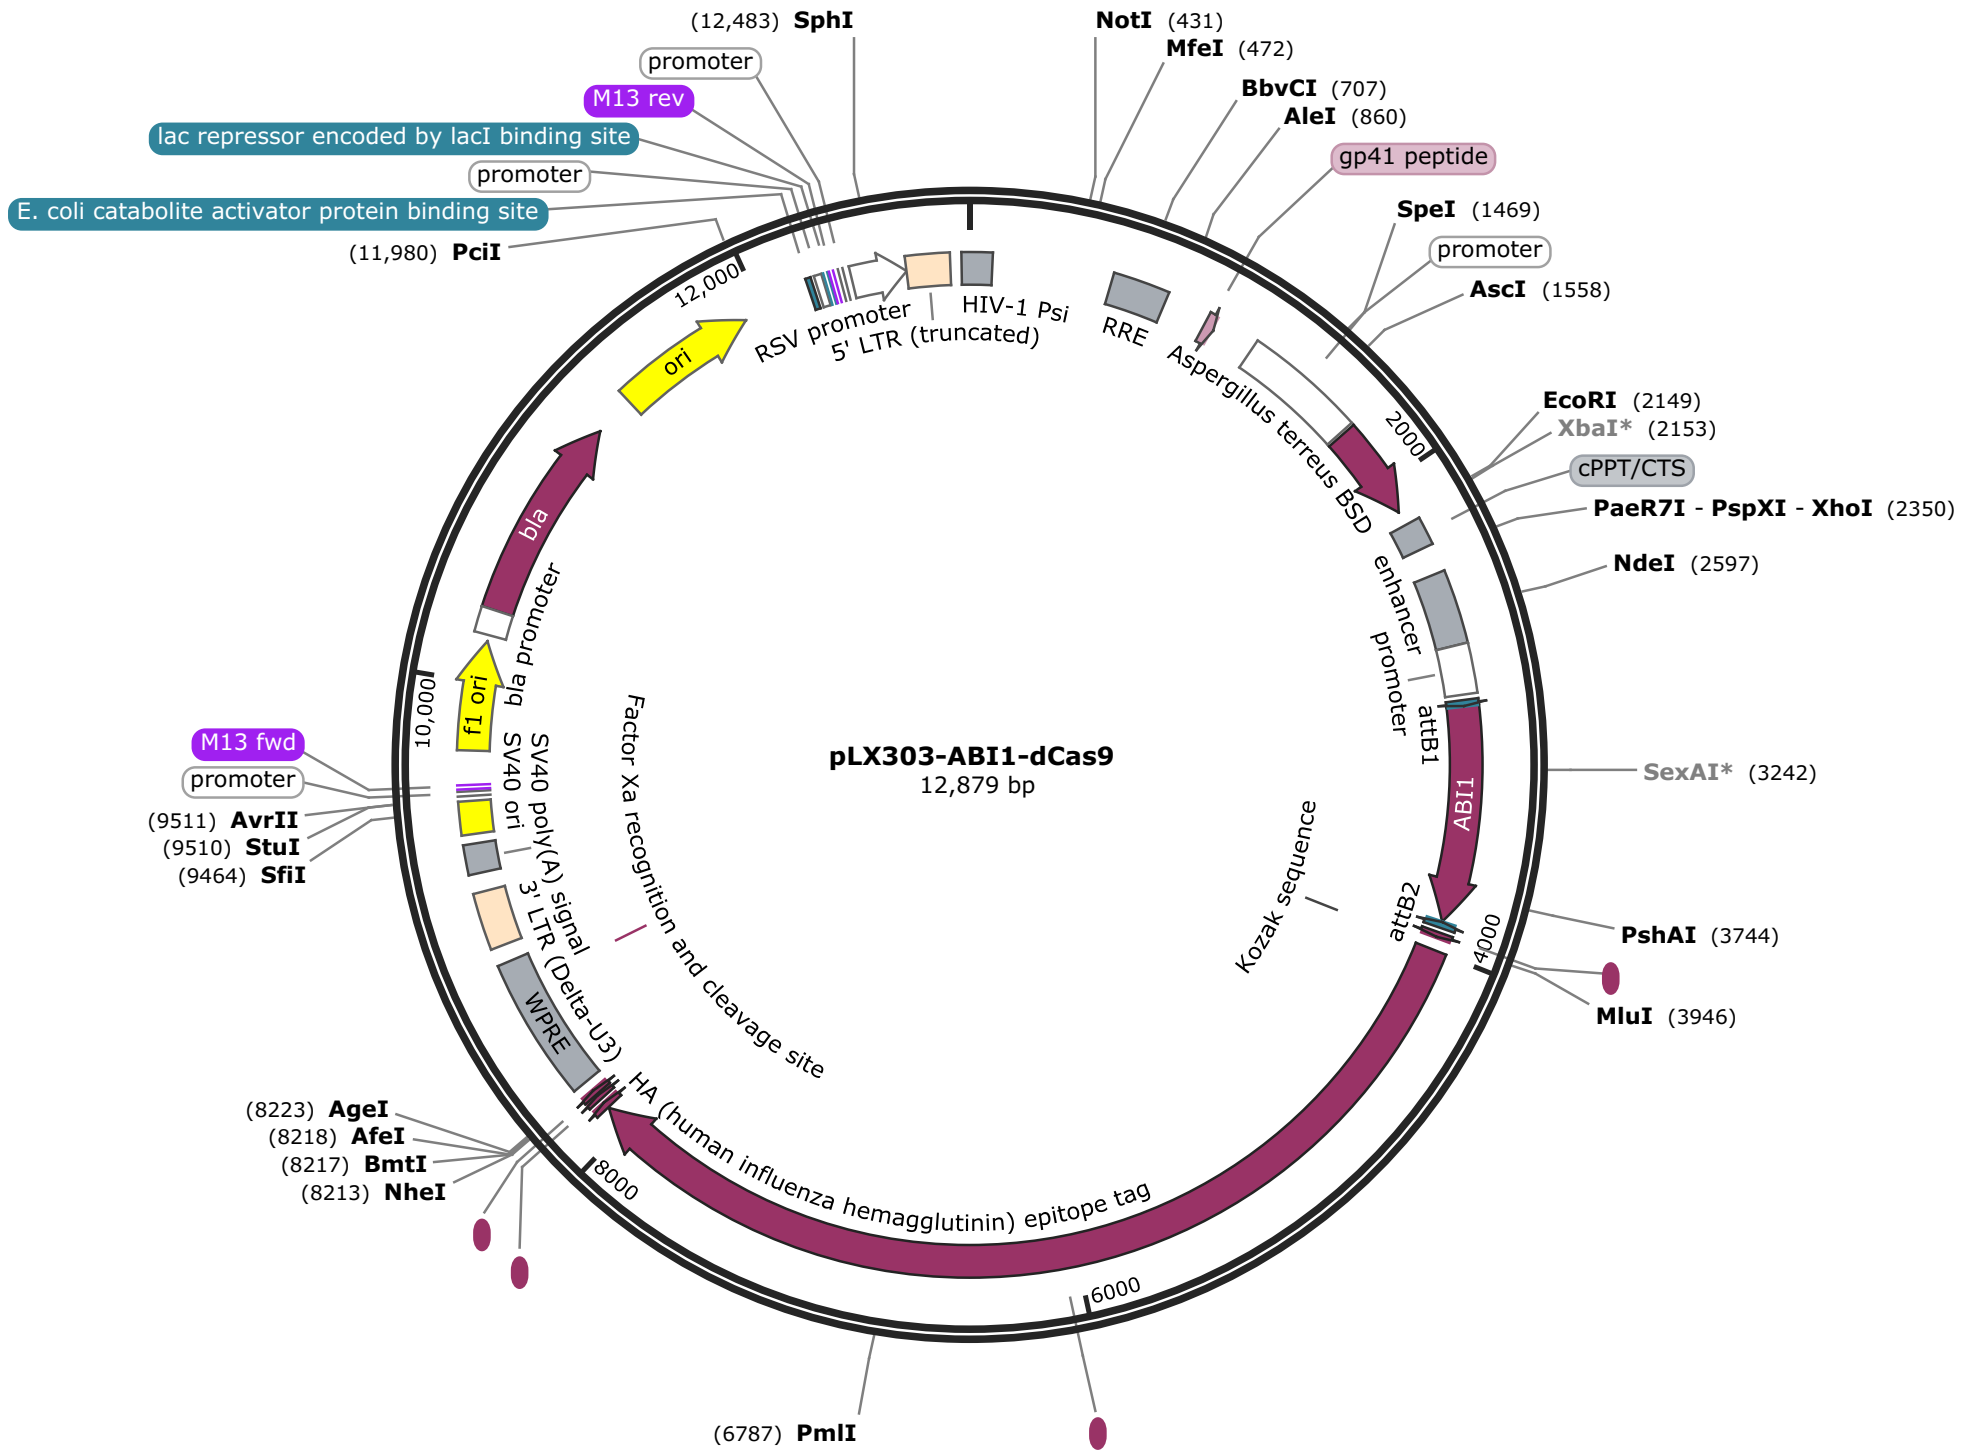 (12,483) SphI
NotI (431)
promoter
MfeI (472)
M13 rev
BbvCI (707)
AleI (860)
lac repressor encoded by lacI binding site
gp41 peptide
promoter
E. coli catabolite activator protein binding site
SpeI (1469)
(11,980) PciI
promoter
AscI (1558)
12,000
RSV promoter
5' LTR (truncated)
HIV-1 Psi
RRE
ori
Aspergillus terreus BSD
2000
EcoRI (2149)
XbaI* (2153)
cPPT/CTS
PaeR7I - PspXI - XhoI (2350)
NdeI (2597)
bla
enhancer
promoter
bla promoter
attB1
f1 ori
10,000
SV40 ori
SV40 poly(A) signal
Factor Xa recognition and cleavage site
pLX303-ABI1-dCas9
12,879 bp
M13 fwd
promoter
(9511) AvrII
(9510) StuI
(9464) SfiI
SexAI* (3242)
ABI1
Kozak sequence
attB2
4000
PshAI (3744)
MluI (3946)
3' LTR (Delta-U3)
WPRE
HA (human influenza hemagglutinin) epitope tag
(8223) AgeI
(8218) AfeI
(8217) BmtI
(8213) NheI
8000
6000
(6787) PmlI